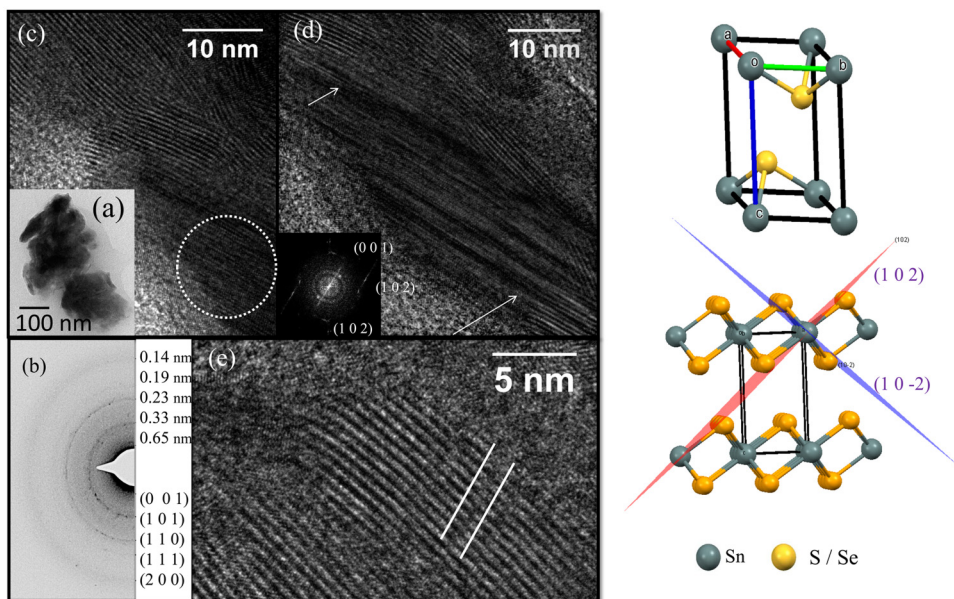 (c)
10 nm
(d)
10 nm
(a)
100 nm
(0 0 1)
(1 0 2)
(1 0 2)
(b)
0.14 nm
0.19 nm
0.23 nm
0.33 nm
0.65 nm
(0 0 1)
(1 0 1)
(1 1 0)
(1 1 1)
(2 0 0)
(e)
5 nm
a
o
b
c
(102)
(1 0 2)
(10-2)
(1 0 -2)
Sn
S / Se